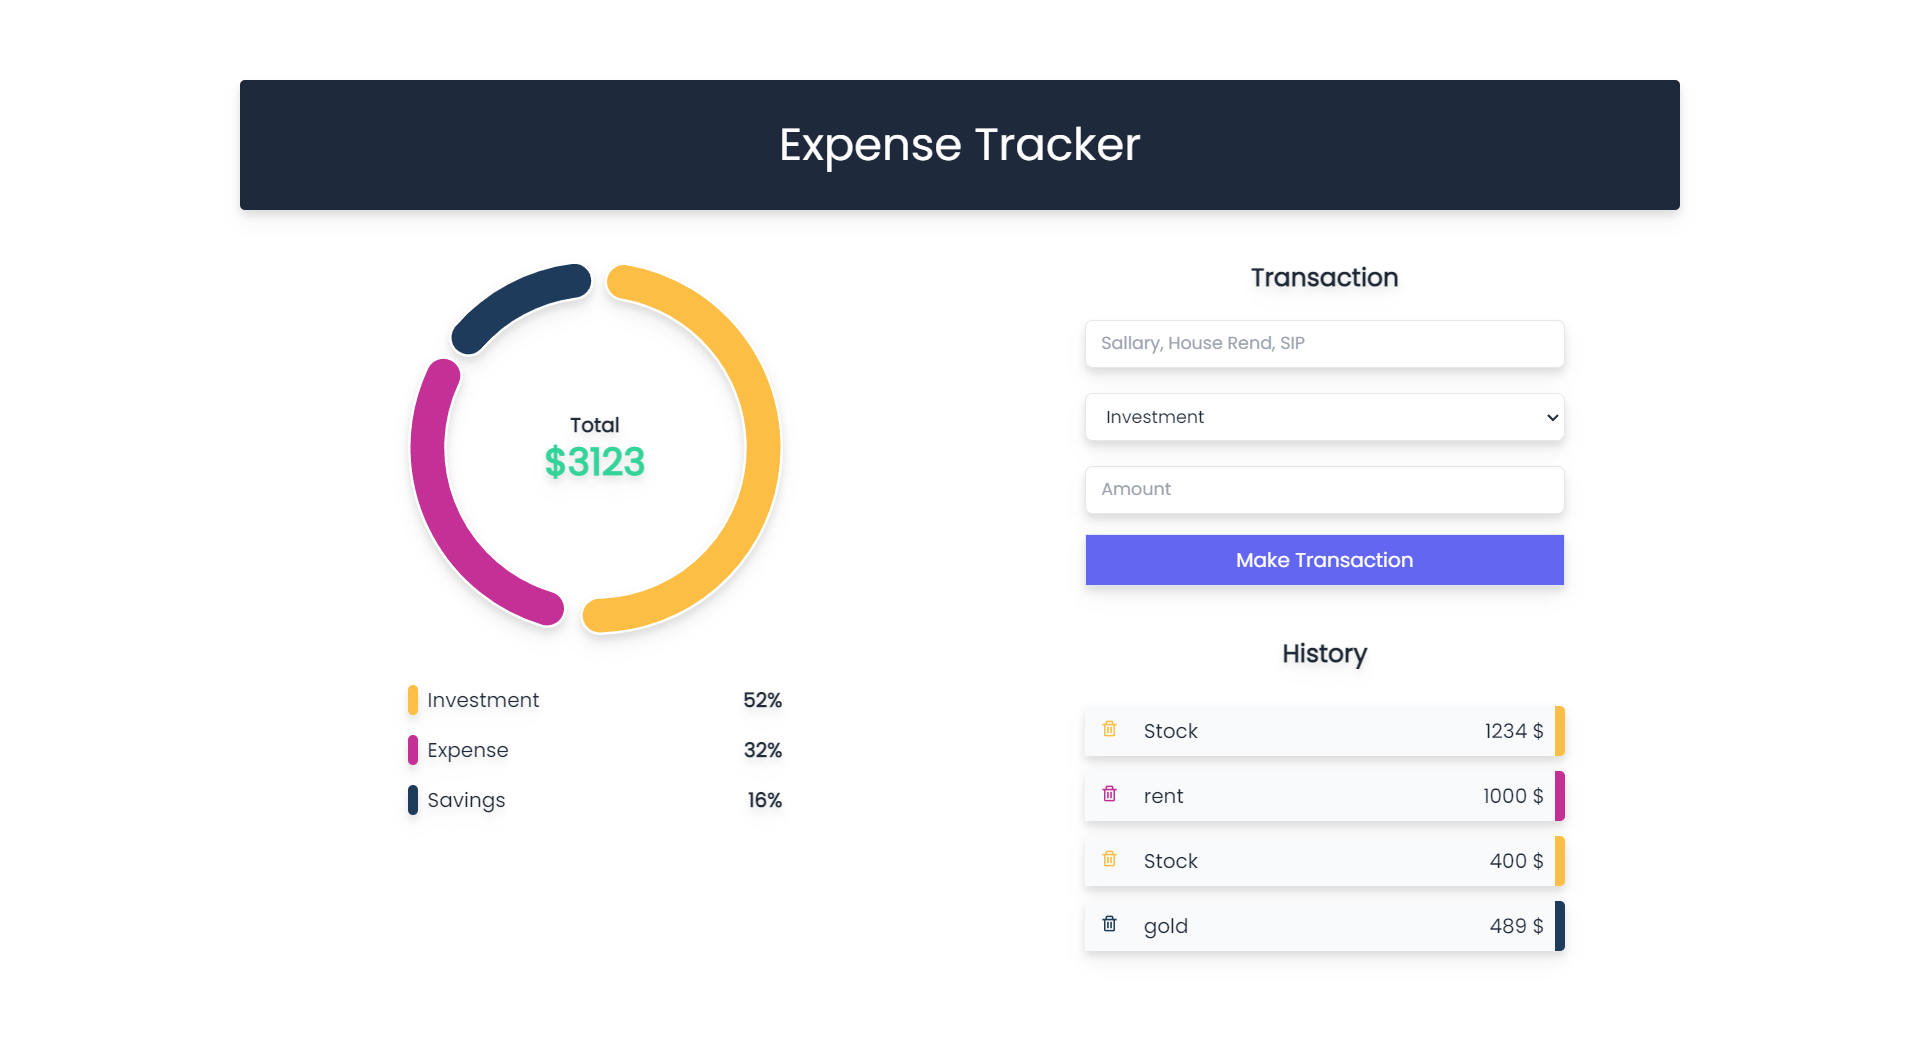 Expense Tracker
Total
$3123
Investment 52%
Expense 32%
Savings 16%
Transaction
Sallary, House Rend, SIP
Investment
Amount
Make Transaction
History
Stock 1234 $
rent 1000 $
Stock 400 $
gold 489 $